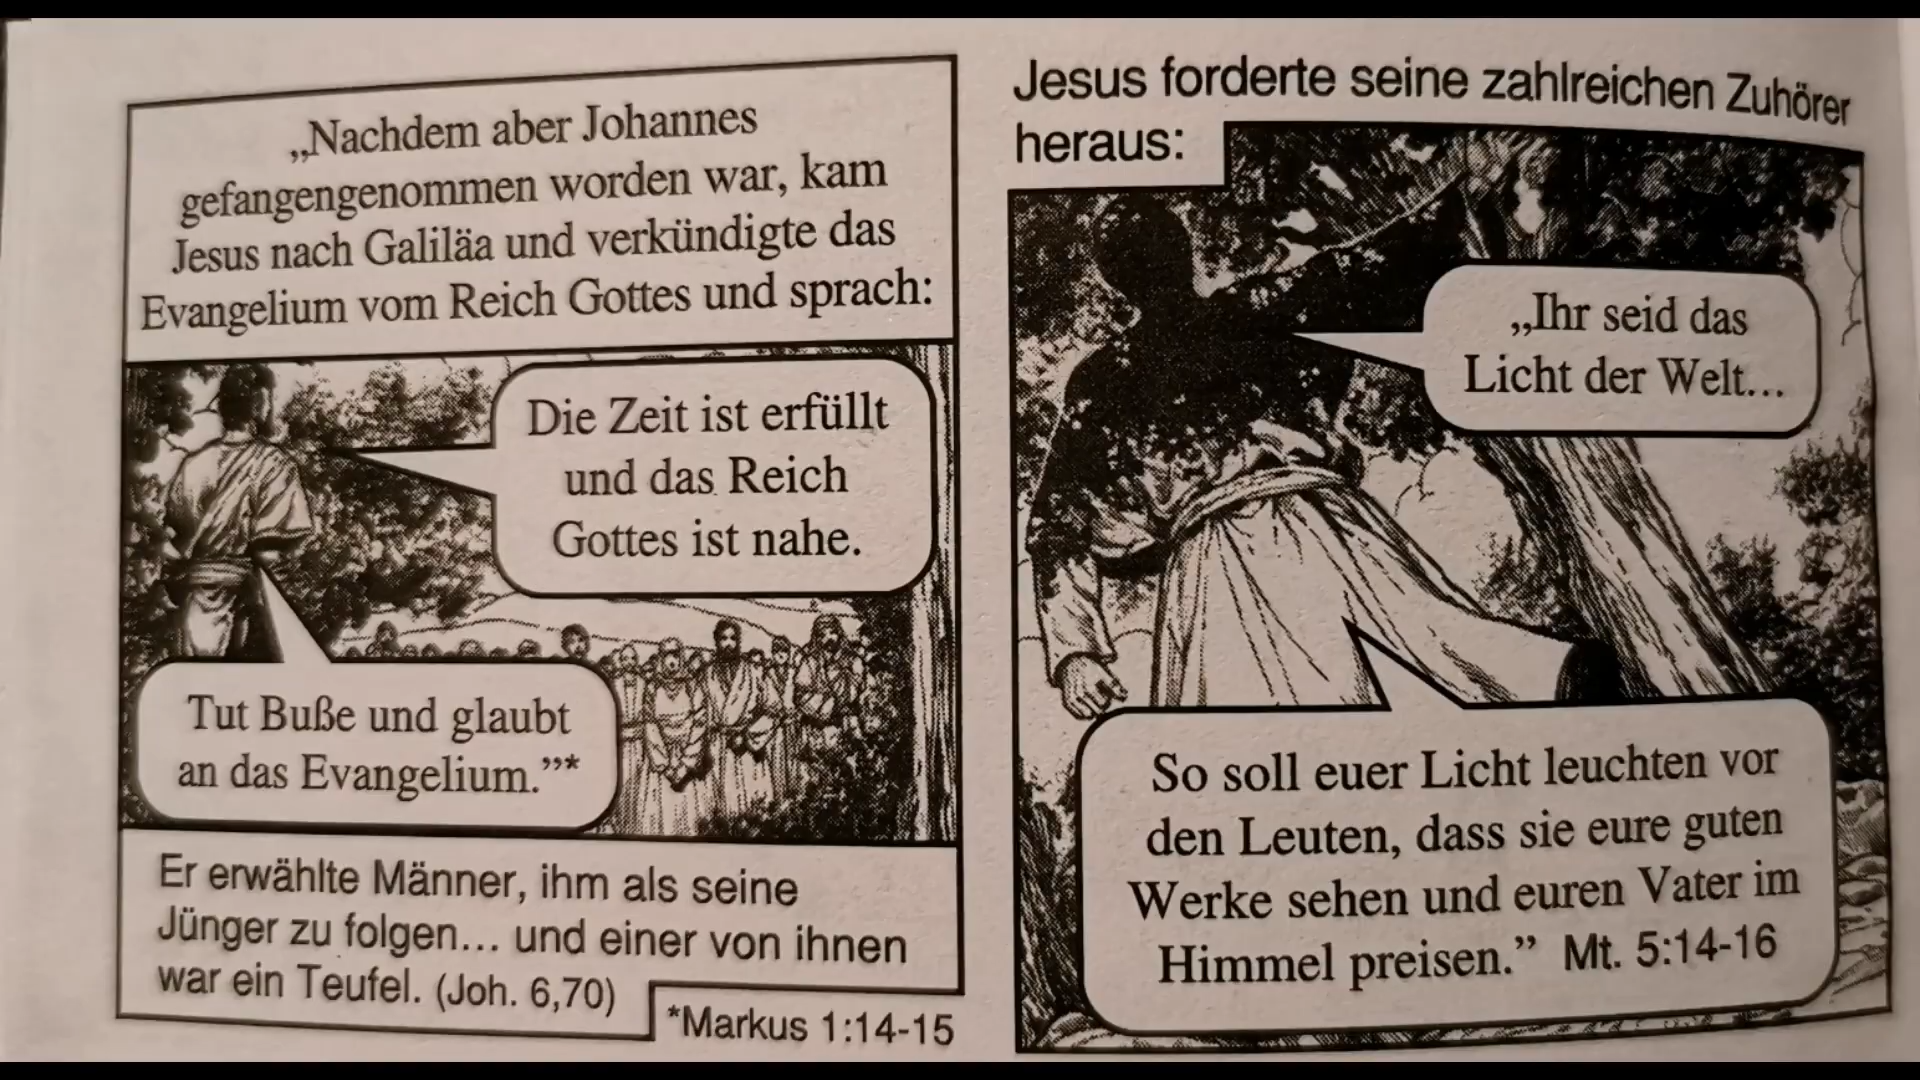 „Nachdem aber Johannes
gefangengenommen worden war, kam
Jesus nach Galiläa und verkündigte das
Evangelium vom Reich Gottes und sprach:
Die Zeit ist erfüllt
und das Reich
Gottes ist nahe.
Tut Buße und glaubt
an das Evangelium.”*
Er erwählte Männer, ihm als seine
Jünger zu folgen... und einer von ihnen
war ein Teufel. (Joh. 6,70)
*Markus 1:14-15
Jesus forderte seine zahlreichen Zuhörer
heraus:
„Ihr seid das
Licht der Welt...
So soll euer Licht leuchten vor
den Leuten, dass sie eure guten
Werke sehen und euren Vater im
Himmel preisen.” Mt. 5:14-16